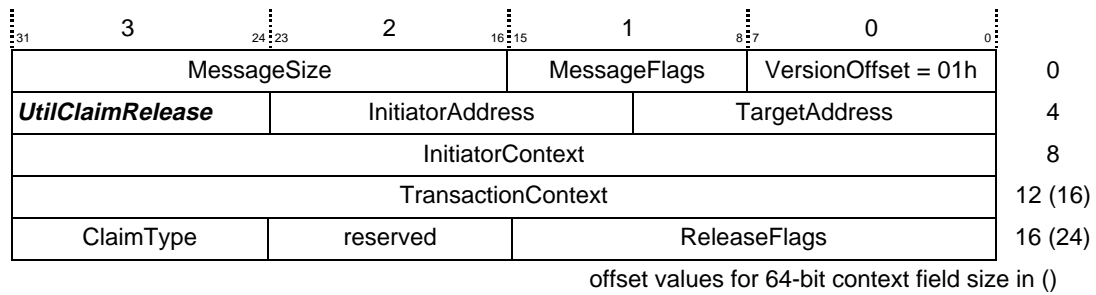 3 2 1 0
31 24 23 16 15 8 7 0
MessageSize MessageFlags VersionOffset = 01h 0
UtilClaimRelease InitiatorAddress TargetAddress 4
InitiatorContext 8
TransactionContext 12 (16)
ClaimType reserved ReleaseFlags 16 (24)
offset values for 64-bit context field size in ()